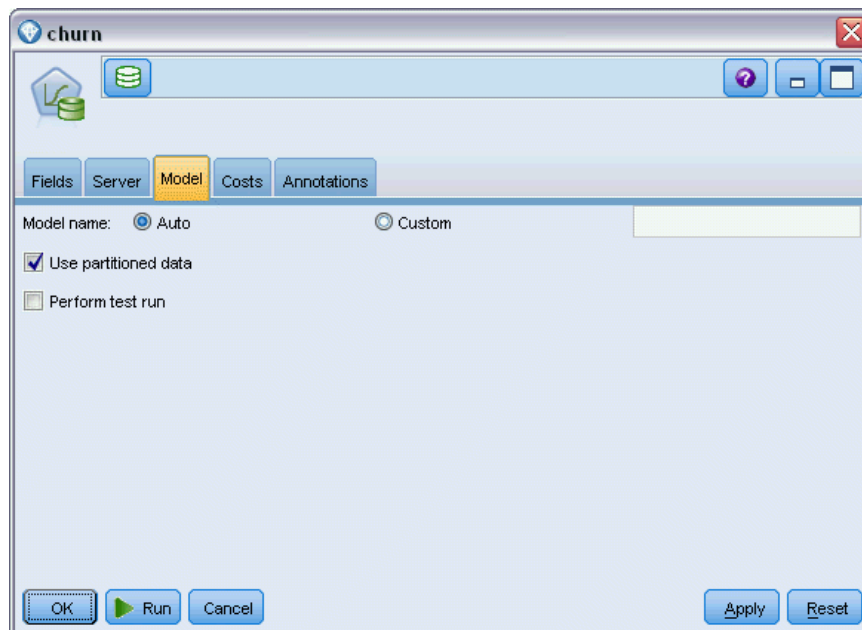 churn
?
Fields Server Model Costs Annotations
Model name: Auto Custom
Use partitioned data
Perform test run
OK Run Cancel Apply Reset